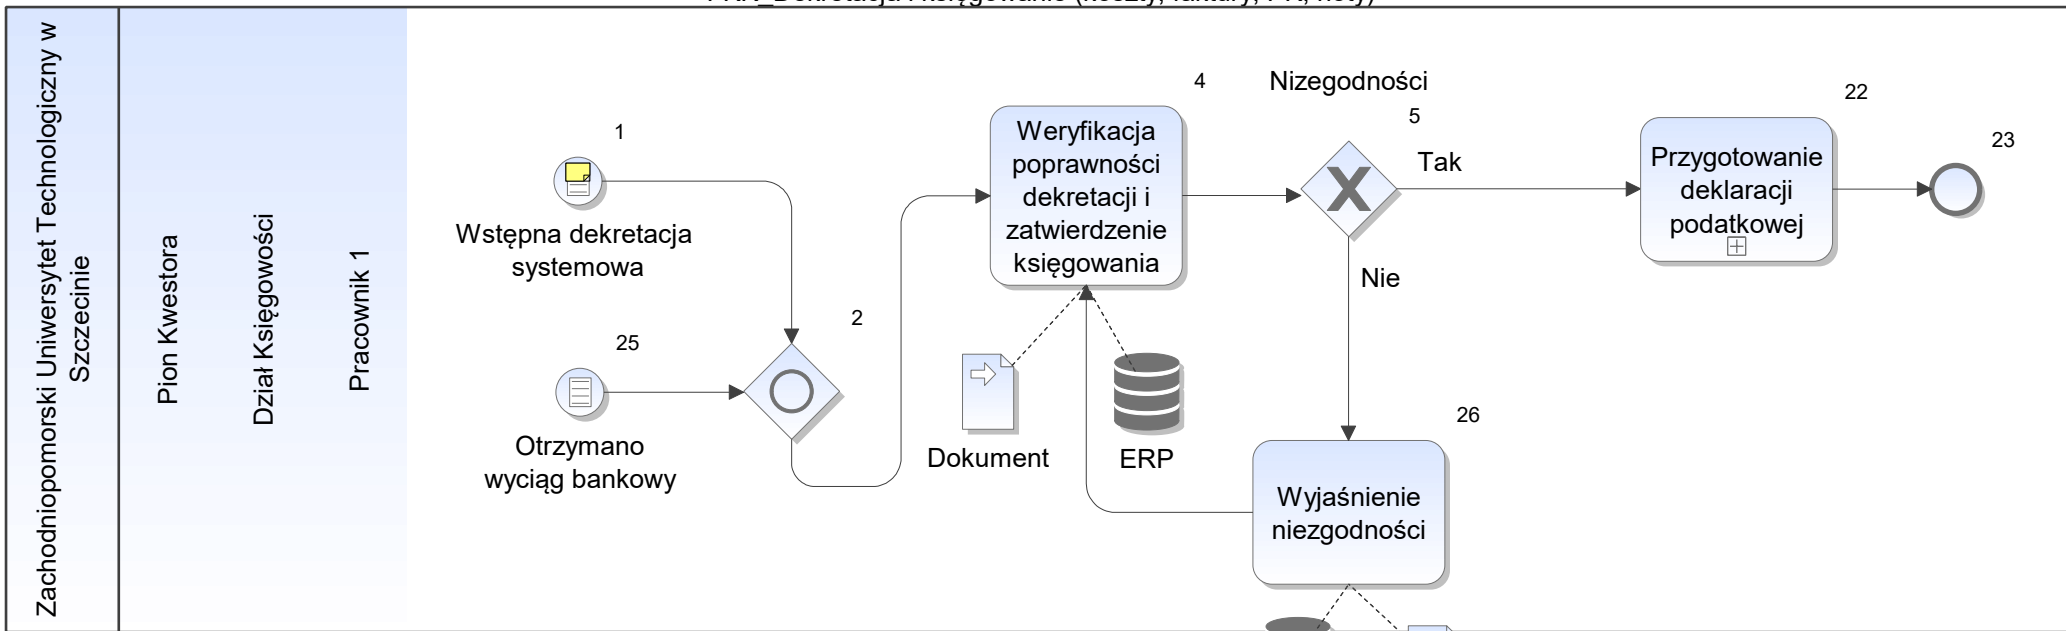 Zachodniopomorski Uniwersytet Technologiczny w
Szczecinie
Pion Kwestora
Dział Księgowości
Pracownik 1
1
Wstępna dekretacja
systemowa
25
Otrzymano
wyciąg bankowy
2
4
Weryfikacja
poprawności
dekretacji i
zatwierdzenie
księgowania
Dokument
ERP
Nizegodności
5
Tak
Nie
26
Wyjaśnienie
niezgodności
22
Przygotowanie
deklaracji
podatkowej
23